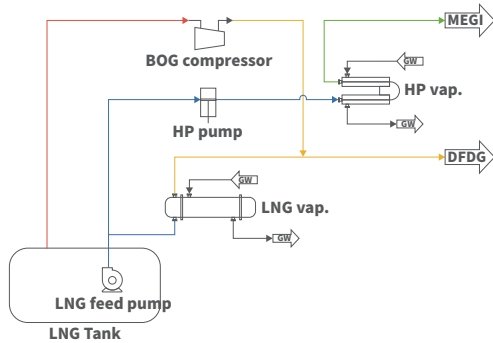 MEGI
BOG compressor
GW
HP vap.
HP pump
GW
DFDG
GW
LNG vap.
GW
LNG feed pump
LNG Tank